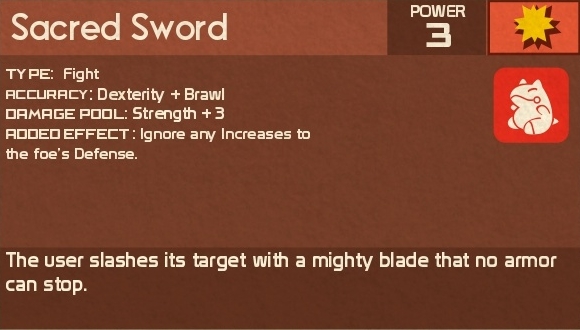 Sacred Sword
POWER
3
TYPE: Fight
ACCURACY: Dexterity + Brawl
DAMAGE POOL: Strength + 3
ADDED EFFECT: Ignore any Increases to
the foe's Defense.
The user slashes its target with a mighty blade that no armor
can stop.